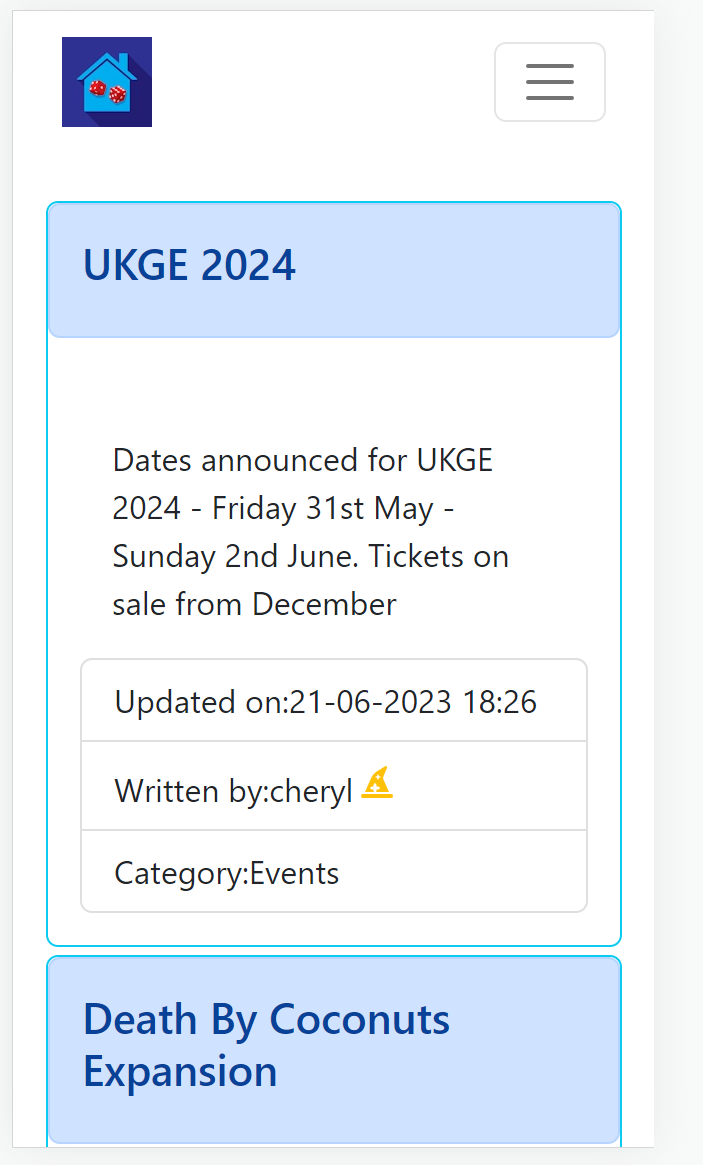 UKGE 2024
Dates announced for UKGE
2024 - Friday 31st May -
Sunday 2nd June. Tickets on
sale from December
Updated on:21-06-2023 18:26
Written by:cheryl
Category:Events
Death By Coconuts
Expansion